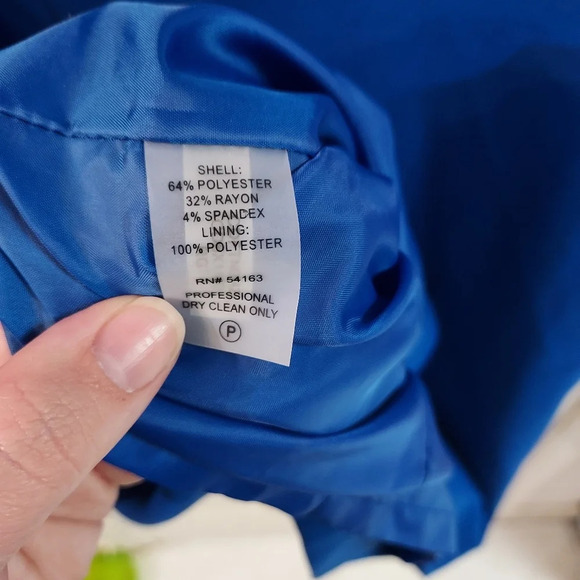 SHELL:
64% POLYESTER
32% RAYON
4% SPANDEX
LINING:
100% POLYESTER
RN# 54163
PROFESSIONAL
DRY CLEAN ONLY
P